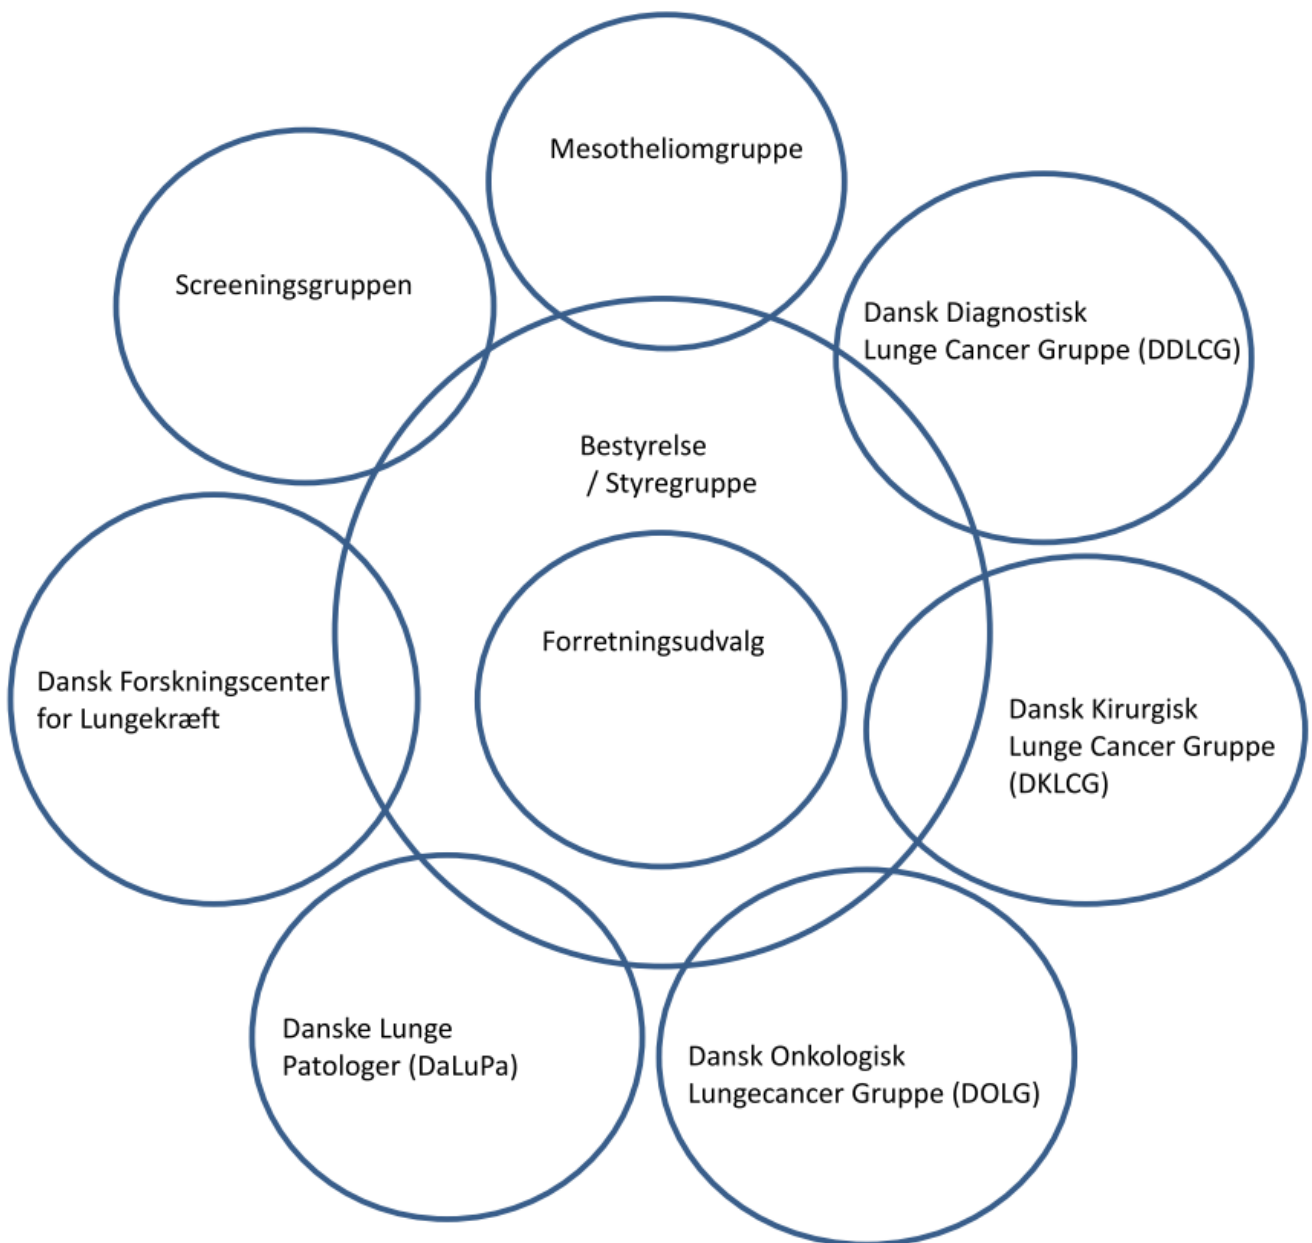 Mesotheliomgruppe
Screeningsgruppen
Dansk Diagnostisk
Lunge Cancer Gruppe (DDLCG)
Bestyrelse
/ Styregruppe
Forretningsudvalg
Dansk Forskningscenter
for Lungekræft
Dansk Kirurgisk
Lunge Cancer Gruppe
(DKLCG)
Danske Lunge
Patologer (DaLuPa)
Dansk Onkologisk
Lungecancer Gruppe (DOLG)